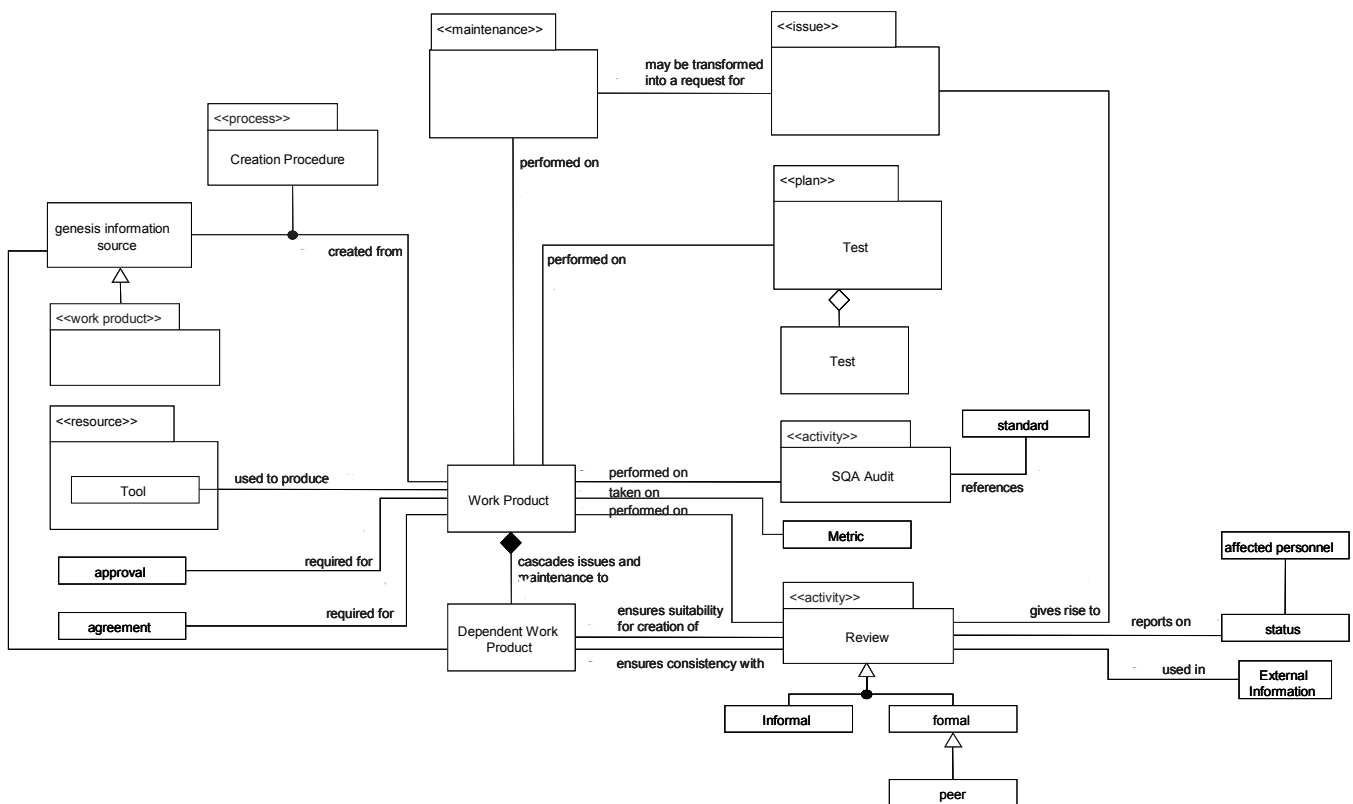 <<maintenance>>
<<issue>>
may be transformed
into a request for
<<process>>
Creation Procedure
performed on
<<plan>>
Test
genesis information
source
created from
performed on
<<work product>>
Test
<<resource>>
Tool
used to produce
Work Product
performed on
taken on
performed on
<<activity>>
SQA Audit
standard
references
Metric
approval
required for
agreement
required for
cascades issues and
maintenance to
Dependent Work
Product
ensures suitability
for creation of
ensures consistency with
<<activity>>
Review
gives rise to
reports on
affected personnel
status
used in
External
Information
Informal
formal
peer